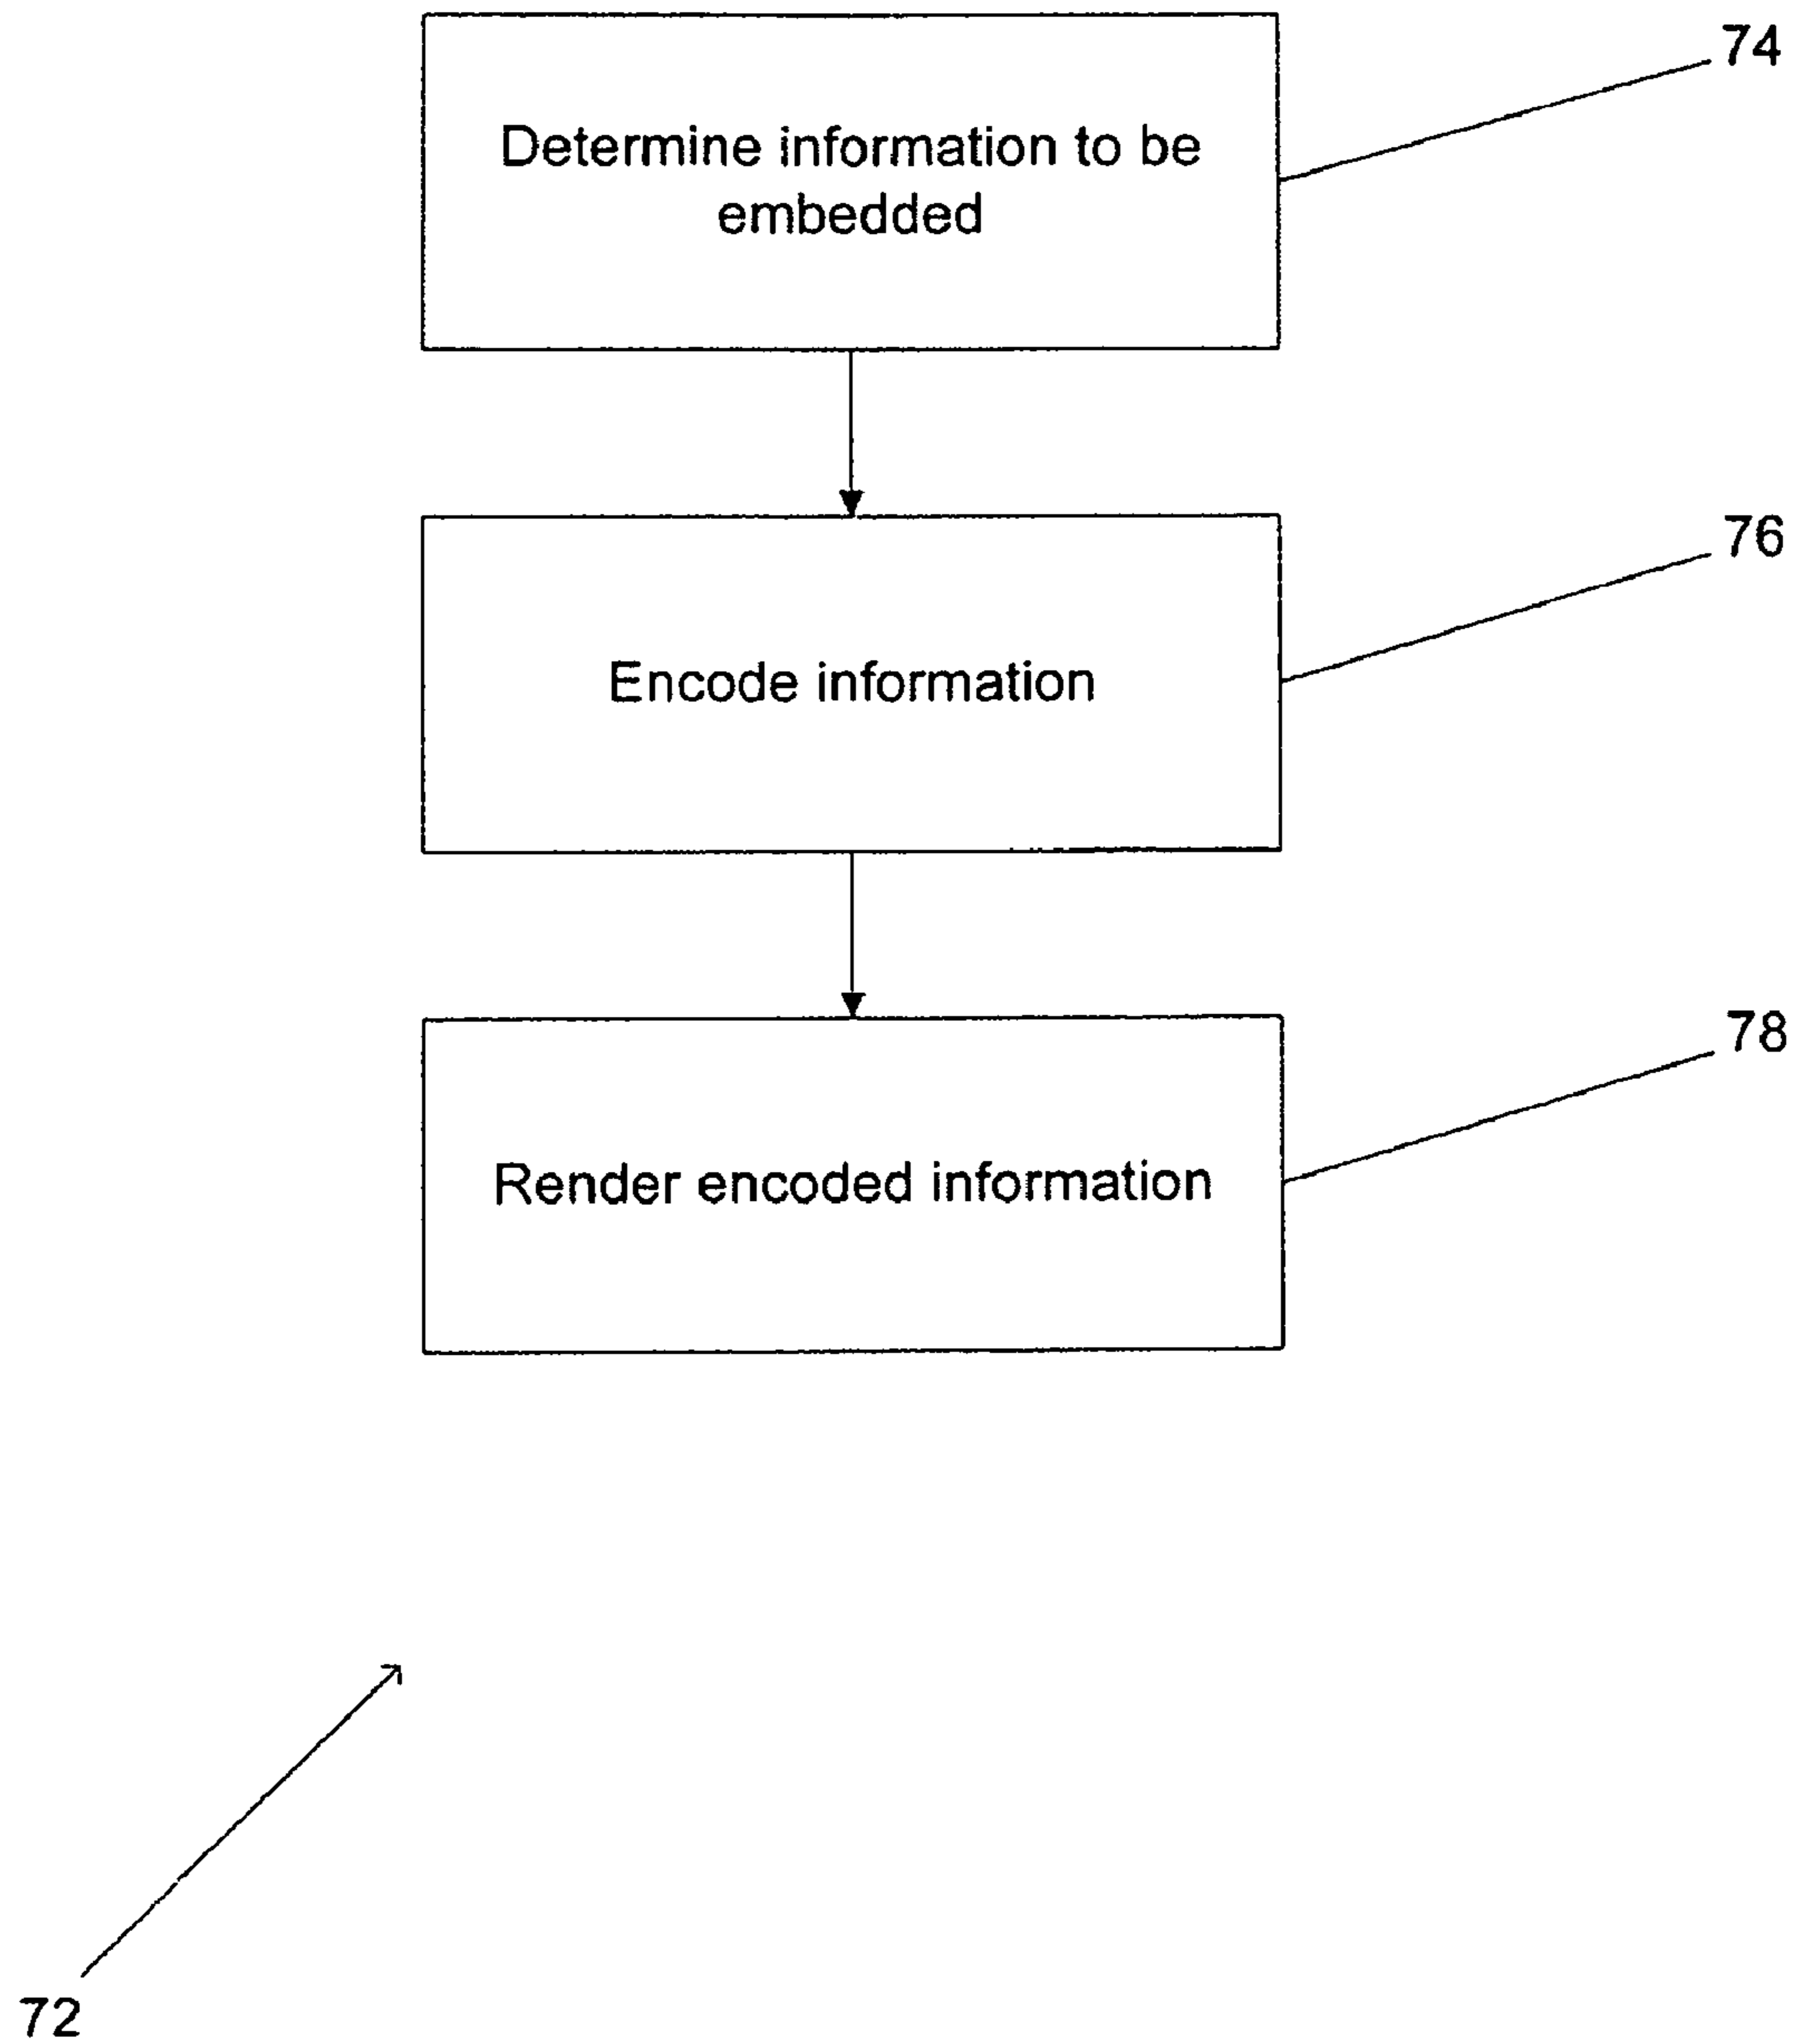 74
Determine information to be
embedded
76
Encode information
78
Render encoded information
72